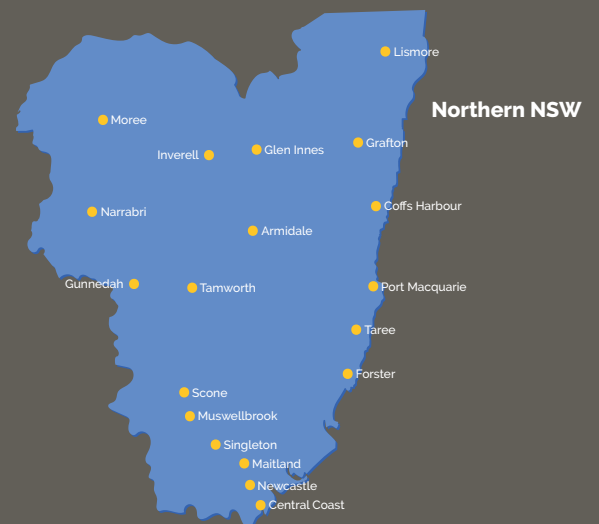 Lismore
Northern NSW
Moree
Grafton
Glen Innes
Inverell
Coffs Harbour
Narrabri
Armidale
Gunnedah
Port Macquarie
Tamworth
Taree
Forster
Scone
Muswellbrook
Singleton
Maitland
Newcastle
Central Coast